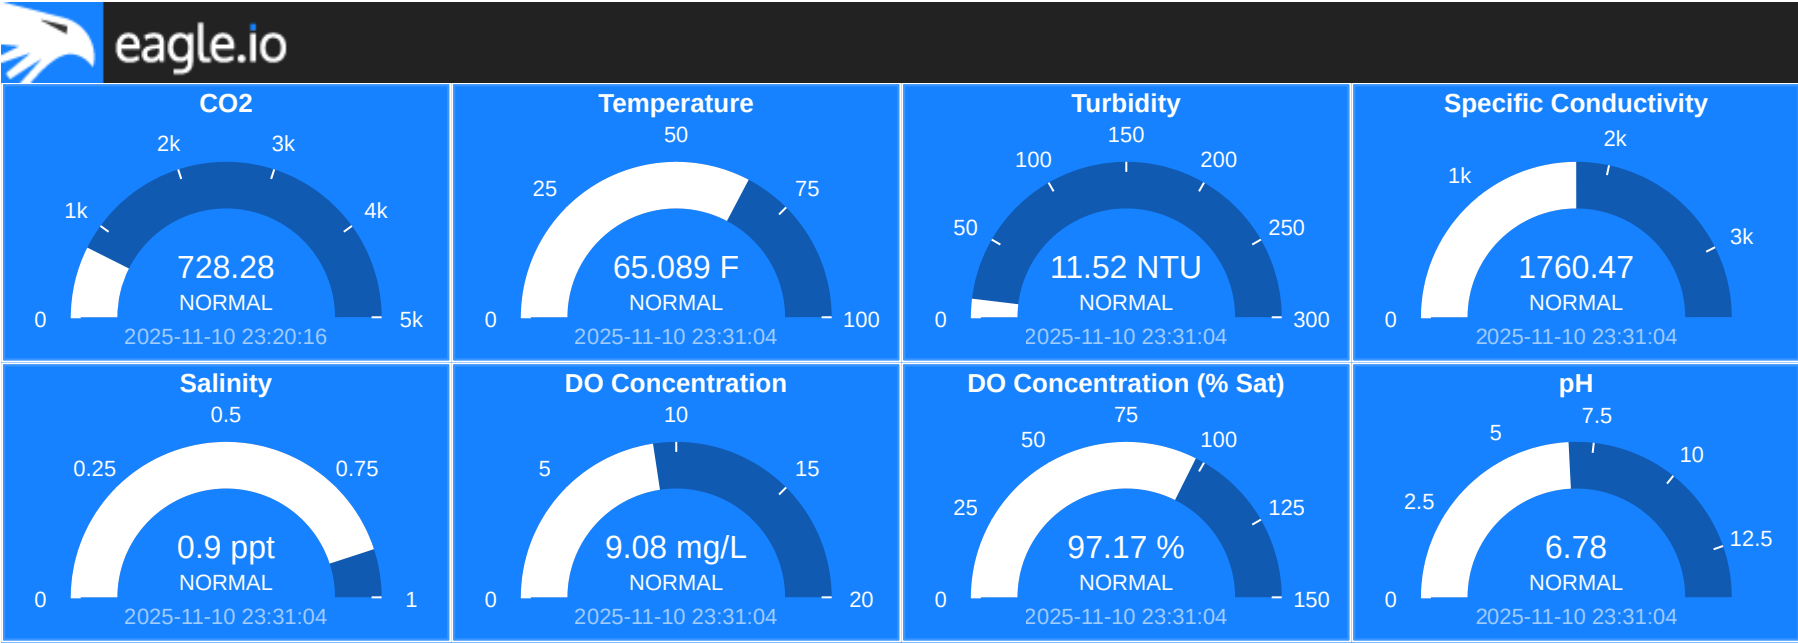 eagle.io
CO2
2k
3k
1k
4k
0
5k
728.28
NORMAL
2025-11-10 23:20:16
Temperature
50
25
75
0
100
65.089 F
NORMAL
2025-11-10 23:31:04
Turbidity
150
100
200
50
250
0
300
11.52 NTU
NORMAL
2025-11-10 23:31:04
Specific Conductivity
2k
1k
3k
0
1760.47
NORMAL
2025-11-10 23:31:04
Salinity
0.5
0.25
0.75
0
1
0.9 ppt
NORMAL
2025-11-10 23:31:04
DO Concentration
10
5
15
0
20
9.08 mg/L
NORMAL
2025-11-10 23:31:04
DO Concentration (% Sat)
75
50
100
25
125
0
150
97.17 %
NORMAL
2025-11-10 23:31:04
pH
7.5
5
10
2.5
12.5
0
6.78
NORMAL
2025-11-10 23:31:04